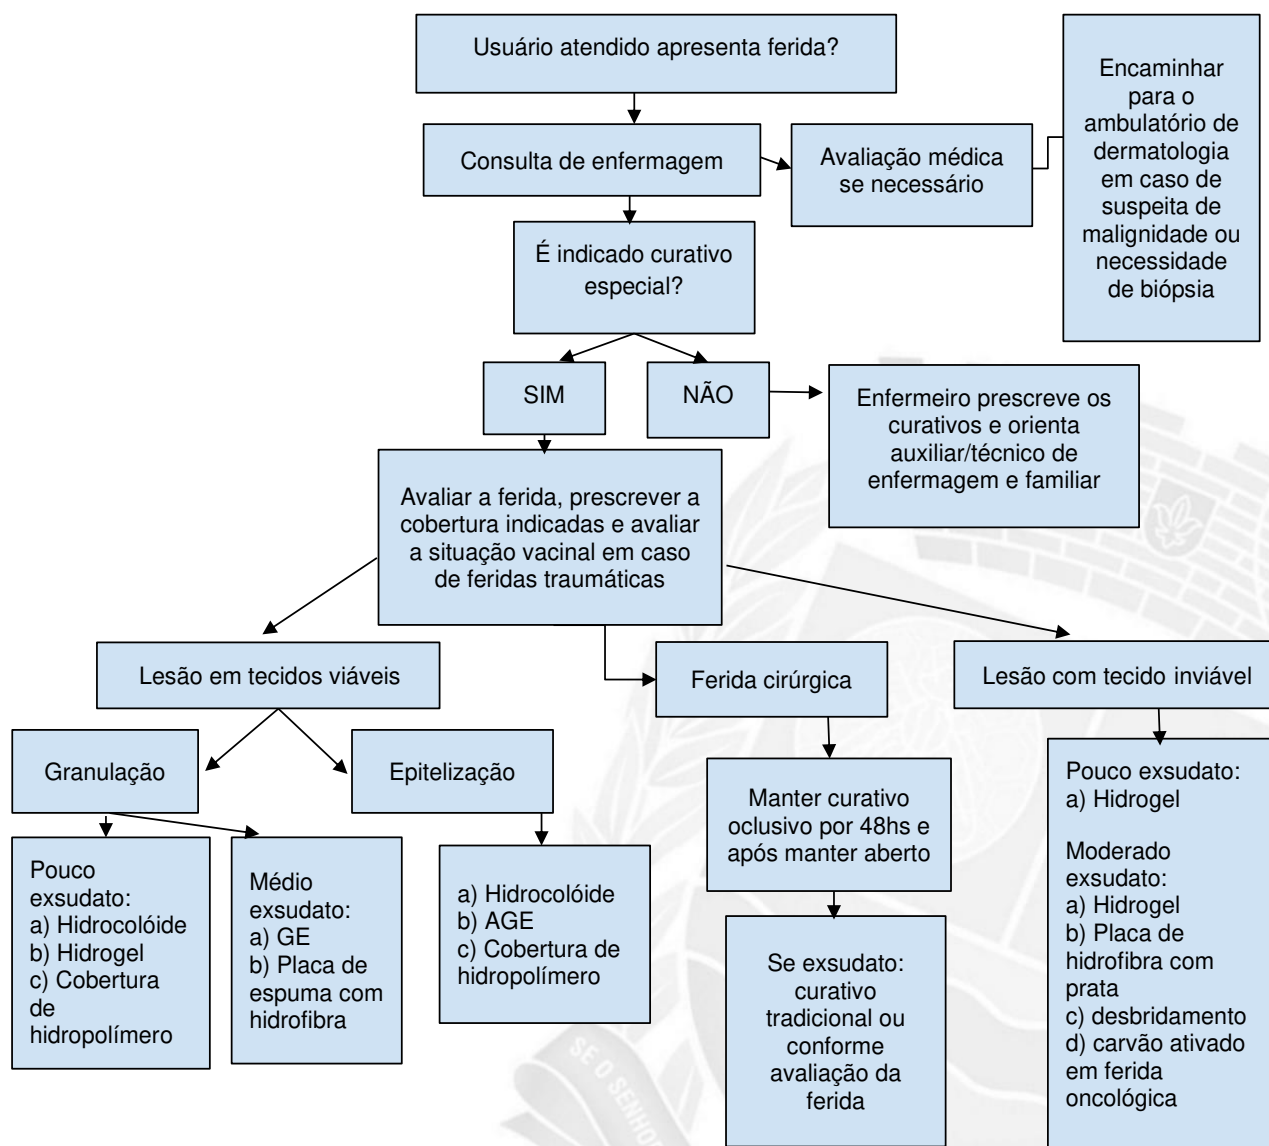 Usuário atendido apresenta ferida?
Encaminhar
para o
ambulatório de
dermatologia
em caso de
suspeita de
malignidade ou
necessidade
de biópsia
Consulta de enfermagem
Avaliação médica
se necessário
É indicado curativo
especial?
SIM
NÃO
Enfermeiro prescreve os
curativos e orienta
auxiliar/técnico de
enfermagem e familiar
Avaliar a ferida, prescrever a
cobertura indicadas e avaliar
a situação vacinal em caso
de feridas traumáticas
Lesão em tecidos viáveis
Ferida cirúrgica
Lesão com tecido inviável
Granulação
Epitelização
Pouco
exsudato:
a) Hidrocolóide
b) Hidrogel
c) Cobertura
de
hidropolímero
Médio
exsudato:
a) GE
b) Placa de
espuma com
hidrofibra
a) Hidrocolóide
b) AGE
c) Cobertura de
hidropolímero
Manter curativo
oclusivo por 48hs e
após manter aberto
Se exsudato:
curativo
tradicional ou
conforme
avaliação da
ferida
Pouco exsudato:
a) Hidrogel
Moderado
exsudato:
a) Hidrogel
b) Placa de
hidrofibra com
prata
c) desbridamento
d) carvão ativado
em ferida
oncológica
SE O SENHOR